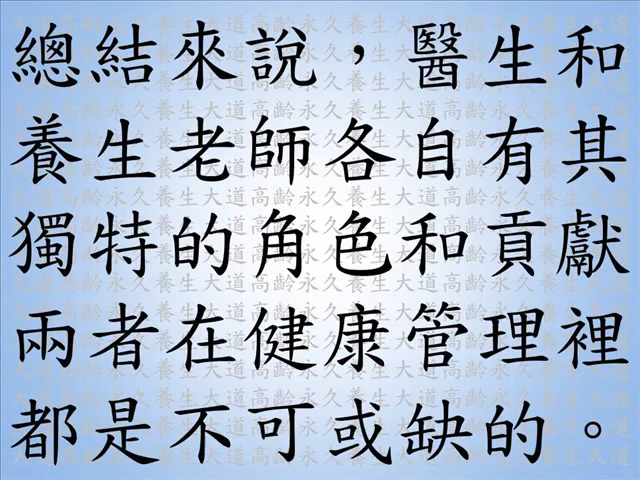 總結來說，醫生和
養生老師各自有其
獨特的角色和貢獻
兩者在健康管理裡
都是不可或缺的。